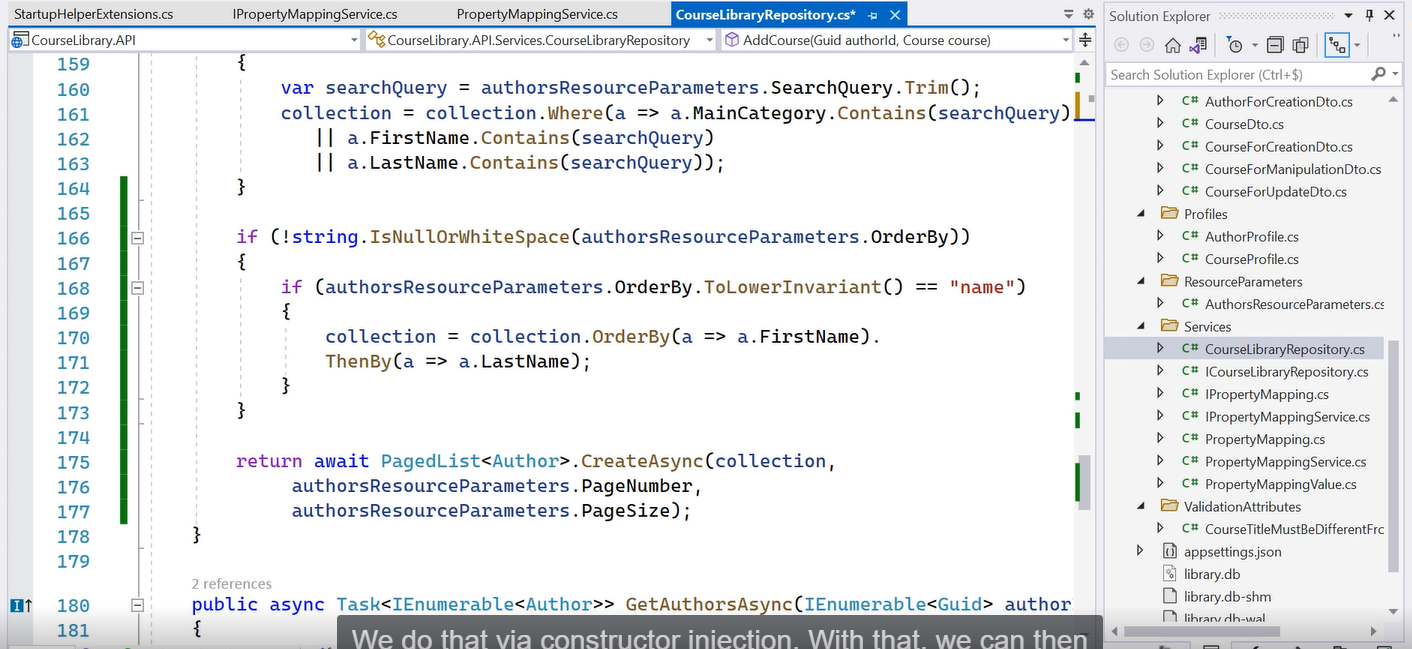 StartupHelperExtensions.cs IPropertyMappingService.cs PropertyMappingService.cs CourseLibraryRepository.cs*
CourseLibrary.API CourseLibrary.API.Services.CourseLibraryRepository AddCourse(Guid authorId, Course course)
159 {
160 var searchQuery = authorsResourceParameters.SearchQuery.Trim();
161 collection = collection.Where(a => a.MainCategory.Contains(searchQuery)
162 || a.FirstName.Contains(searchQuery)
163 || a.LastName.Contains(searchQuery));
164 }
165
166 if (!string.IsNullOrWhiteSpace(authorsResourceParameters.OrderBy))
167 {
168 if (authorsResourceParameters.OrderBy.ToLowerInvariant() == "name")
169 {
170 collection = collection.OrderBy(a => a.FirstName).
171 ThenBy(a => a.LastName);
172 }
173 }
174
175 return await PagedList<Author>.CreateAsync(collection,
176 authorsResourceParameters.PageNumber,
177 authorsResourceParameters.PageSize);
178 }
179
2 references
180 public async Task<IEnumerable<Author>> GetAuthorsAsync(IEnumerable<Guid> author
181 {
We do that via constructor injection. With that, we can then
Solution Explorer
Search Solution Explorer (Ctrl+$)
C# AuthorForCreationDto.cs
C# CourseDto.cs
C# CourseForCreationDto.cs
C# CourseForManipulationDto.cs
C# CourseForUpdateDto.cs
Profiles
C# AuthorProfile.cs
C# CourseProfile.cs
ResourceParameters
C# AuthorsResourceParameters.cs
Services
C# CourseLibraryRepository.cs
C# ICourseLibraryRepository.cs
C# IPropertyMapping.cs
C# IPropertyMappingService.cs
C# PropertyMapping.cs
C# PropertyMappingService.cs
C# PropertyMappingValue.cs
ValidationAttributes
C# CourseTitleMustBeDifferentFrc
appsettings.json
library.db
library.db-shm
library.db-wal